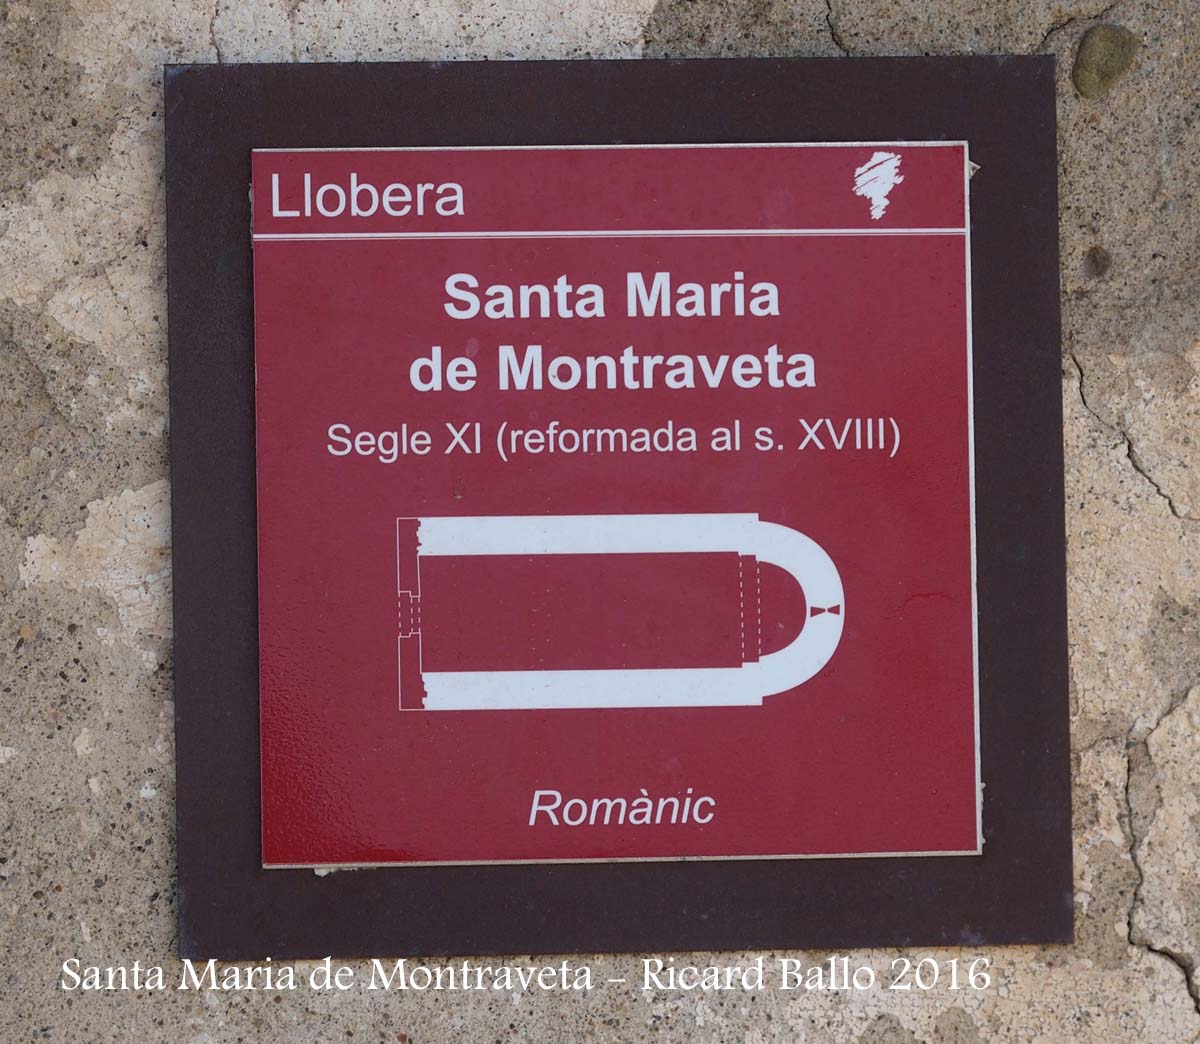 Llobera
Santa Maria
de Montraveta
Segle XI (reformada al s. XVIII)
Romànic
Santa Maria de Montraveta - Ricard Ballo 2016